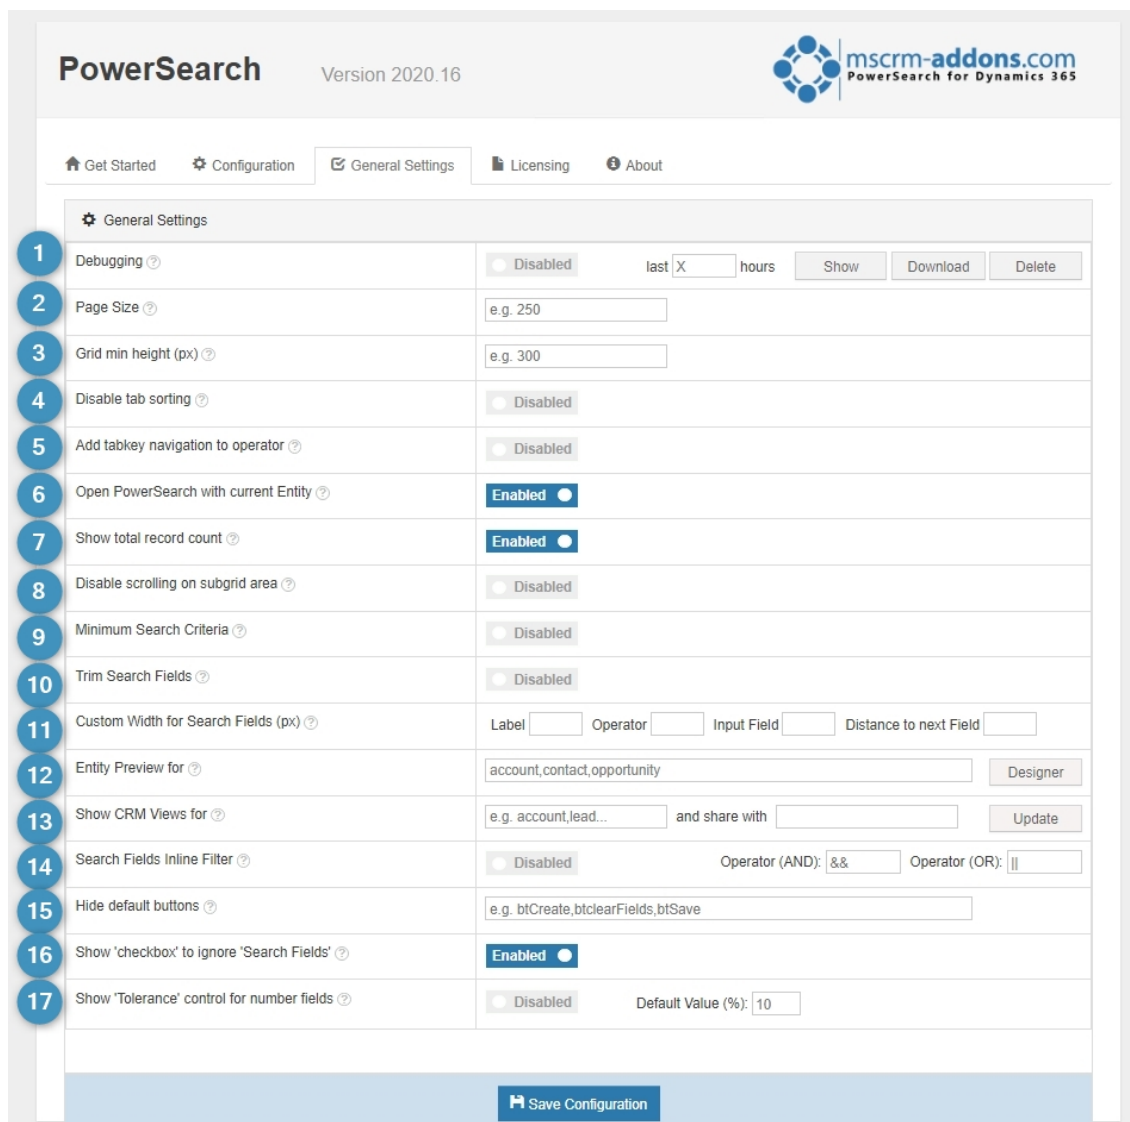 PowerSearch Version 2020.16
mscrm-addons.com
PowerSearch for Dynamics 365
Get Started Configuration General Settings Licensing About
General Settings
1 Debugging ? Disabled last X hours Show Download Delete
2 Page Size ? e.g. 250
3 Grid min height (px) ? e.g. 300
4 Disable tab sorting ? Disabled
5 Add tabkey navigation to operator ? Disabled
6 Open PowerSearch with current Entity ? Enabled
7 Show total record count ? Enabled
8 Disable scrolling on subgrid area ? Disabled
9 Minimum Search Criteria ? Disabled
10 Trim Search Fields ? Disabled
11 Custom Width for Search Fields (px) ? Label Operator Input Field Distance to next Field
12 Entity Preview for ? account,contact,opportunity Designer
13 Show CRM Views for ? e.g. account,lead... and share with Update
14 Search Fields Inline Filter ? Disabled Operator (AND): && Operator (OR): ||
15 Hide default buttons ? e.g. btCreate,btclearFields,btSave
16 Show 'checkbox' to ignore 'Search Fields' ? Enabled
17 Show 'Tolerance' control for number fields ? Disabled Default Value (%): 10
Save Configuration